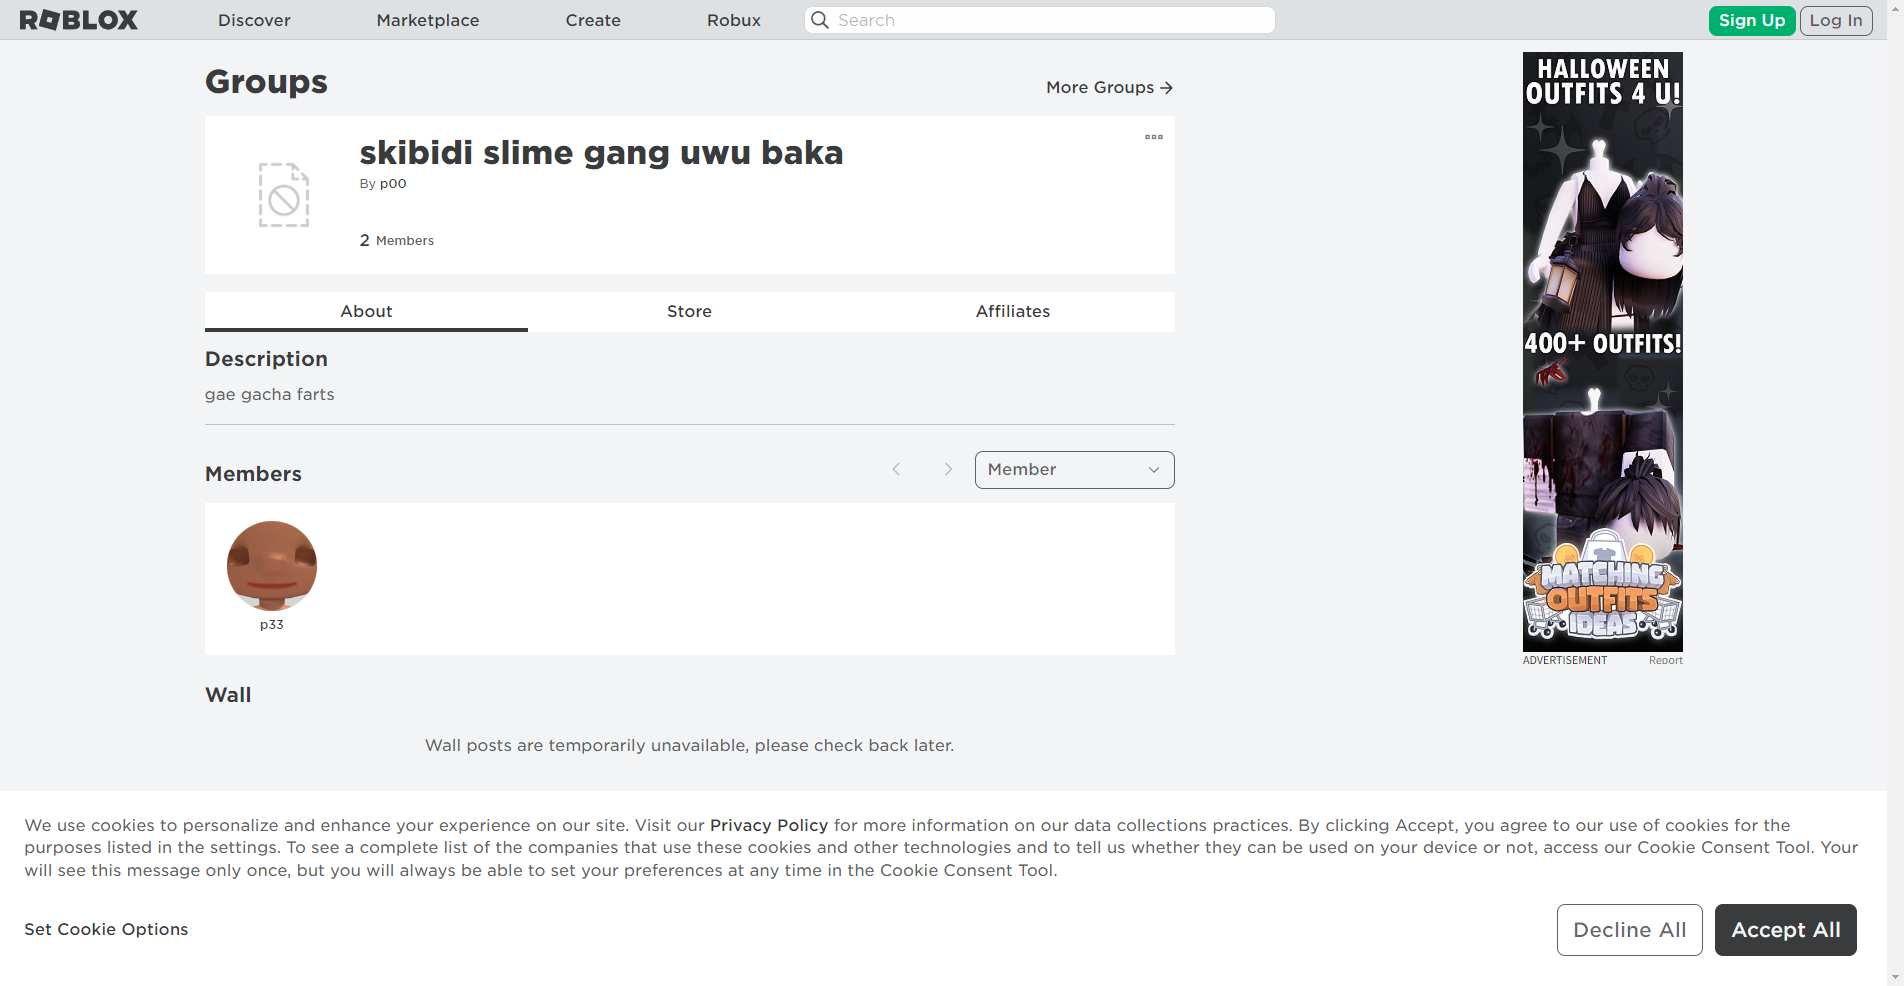 ROBLOX
Discover
Marketplace
Create
Robux
Search
Sign Up
Log In
Groups
More Groups
skibidi slime gang uwu baka
By p00
2 Members
About
Store
Affiliates
Description
gae gacha farts
Members
Member
p33
Wall
Wall posts are temporarily unavailable, please check back later.
HALLOWEEN
OUTFITS 4 U!
400+ OUTFITS!
MATCHING
OUTFITS
IDEAS
ADVERTISEMENT
Report
We use cookies to personalize and enhance your experience on our site. Visit our Privacy Policy for more information on our data collections practices. By clicking Accept, you agree to our use of cookies for the
purposes listed in the settings. To see a complete list of the companies that use these cookies and other technologies and to tell us whether they can be used on your device or not, access our Cookie Consent Tool. Your
will see this message only once, but you will always be able to set your preferences at any time in the Cookie Consent Tool.
Set Cookie Options
Decline All
Accept All